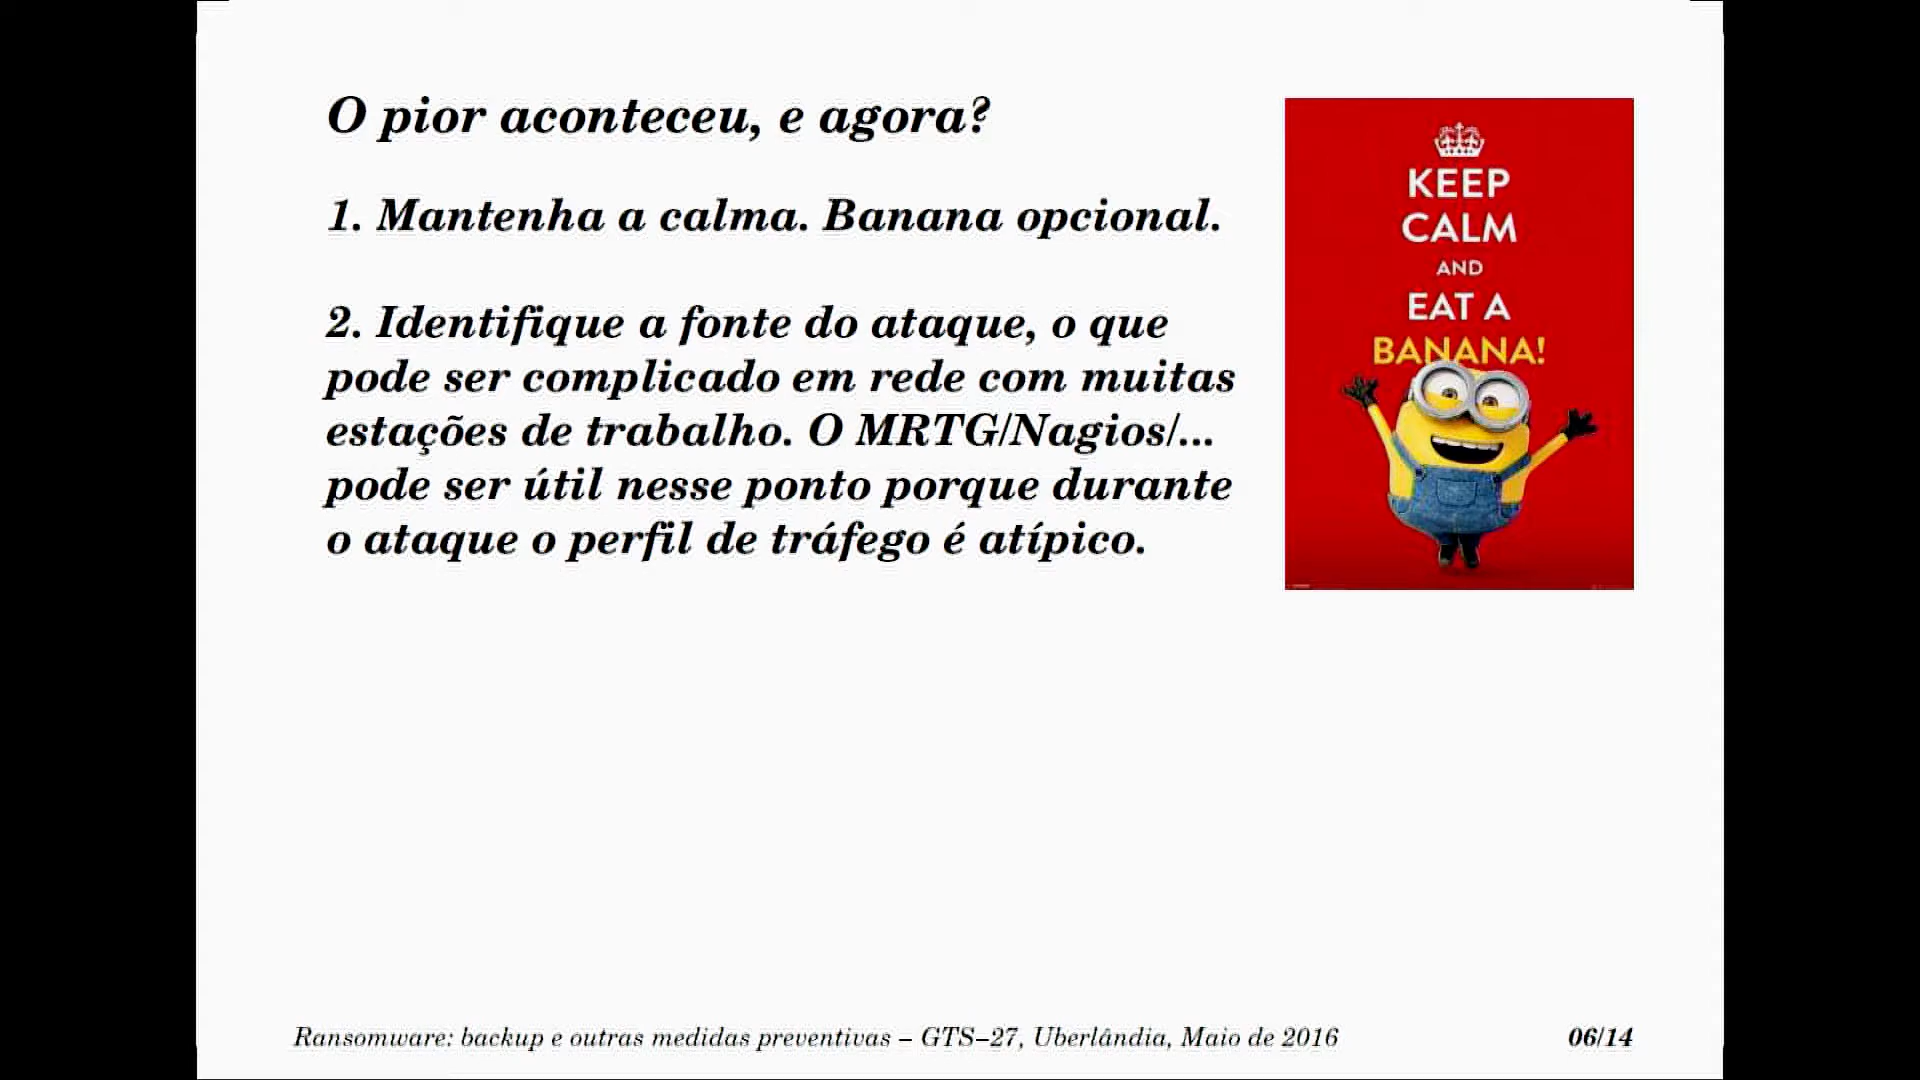 O pior aconteceu, e agora?
1. Mantenha a calma. Banana opcional.
2. Identifique a fonte do ataque, o que
pode ser complicado em rede com muitas
estações de trabalho. O MRTG/Nagios/...
pode ser útil nesse ponto porque durante
o ataque o perfil de tráfego é atípico.
KEEP
CALM
AND
EAT A
BANANA!
Ransomware: backup e outras medidas preventivas – GTS–27, Uberlândia, Maio de 2016
06/14